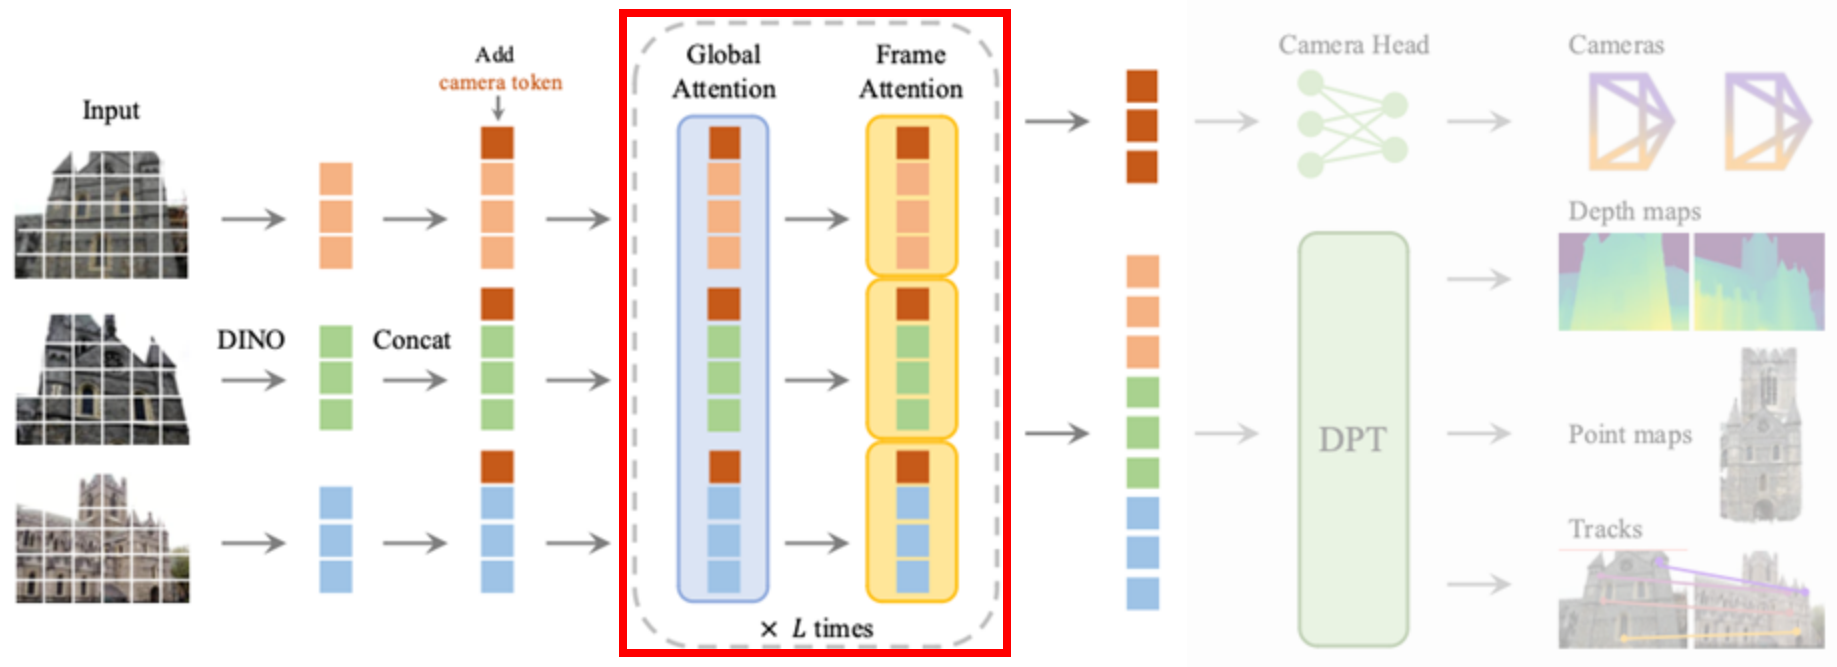 Input
DINO
Concat
Add
camera token
Global
Attention
Frame
Attention
× L times
Camera Head
DPT
Cameras
Depth maps
Point maps
Tracks